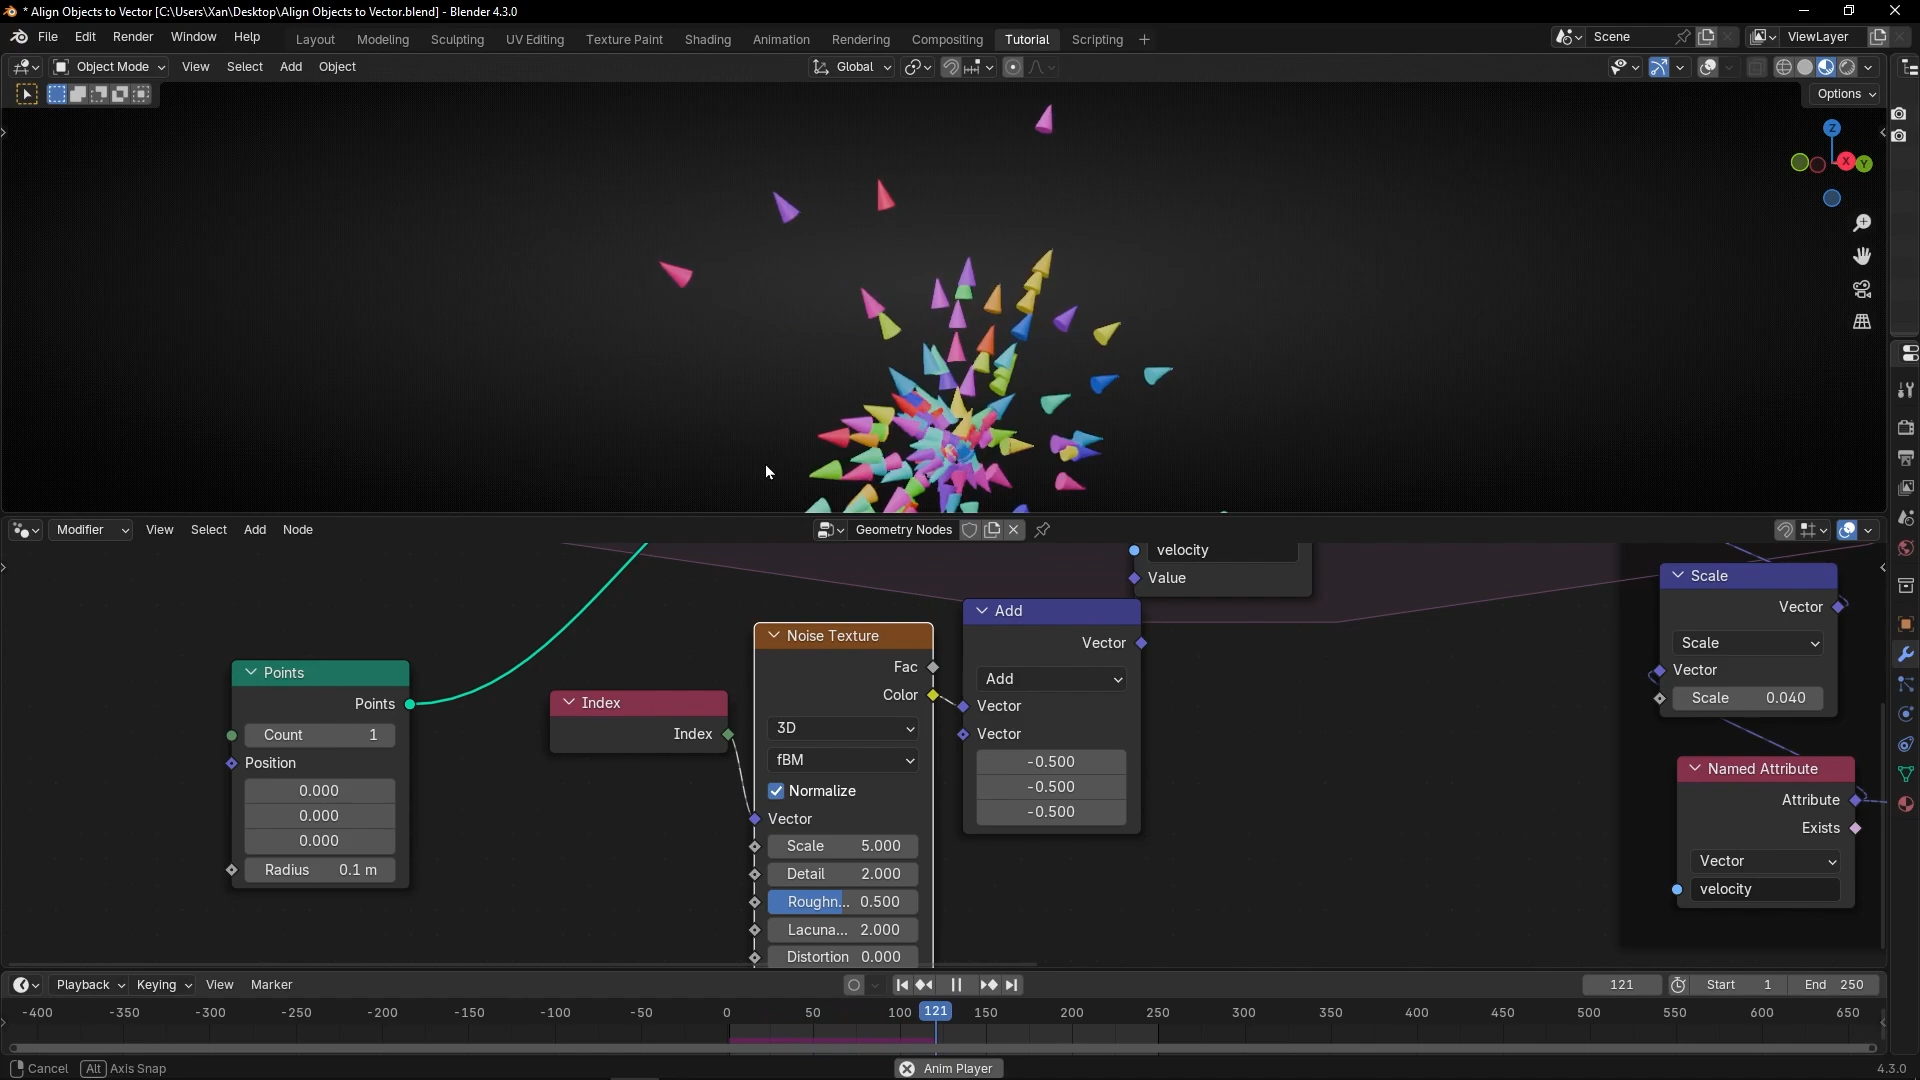 * Align Objects to Vector [C:\Users\Xan\Desktop\Align Objects to Vector.blend] - Blender 4.3.0
File Edit Render Window Help Layout Modeling Sculpting UV Editing Texture Paint Shading Animation Rendering Compositing Tutorial Scripting + Scene ViewLayer
Object Mode View Select Add Object Global
Options
Z
X Y
Modifier View Select Add Node Geometry Nodes
velocity
Value
Scale
Vector
Scale
Vector
Scale 0.040
Add
Vector
Add
Vector
Vector
-0.500
-0.500
-0.500
Noise Texture
Fac
Color
3D
fBM
Normalize
Vector
Scale 5.000
Detail 2.000
Roughn... 0.500
Lacuna... 2.000
Distortion 0.000
Points
Points
Count 1
Position
0.000
0.000
0.000
Radius 0.1 m
Index
Index
Named Attribute
Attribute
Exists
Vector
velocity
Playback Keying View Marker 121 Start 1 End 250
-400 -350 -300 -250 -200 -150 -100 -50 0 50 100 121 150 200 250 300 350 400 450 500 550 600 650
Cancel Alt Axis Snap Anim Player 4.3.0